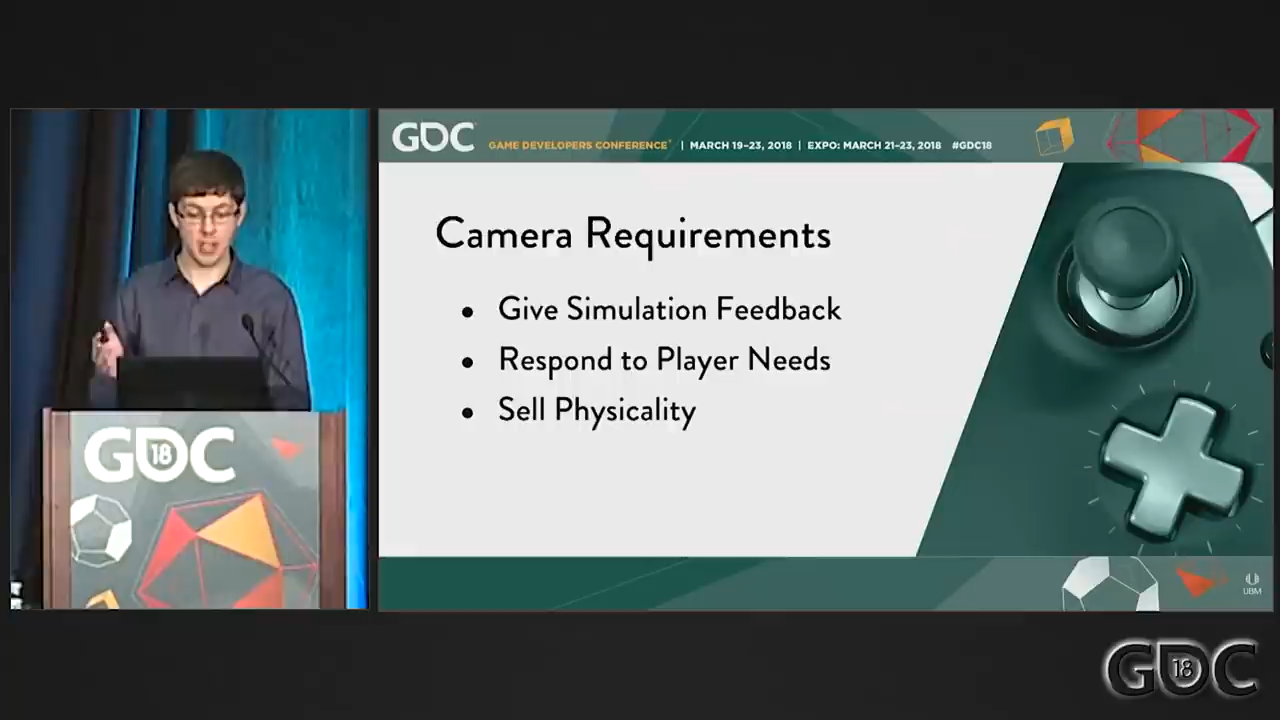 GDC
GAME DEVELOPERS CONFERENCE | MARCH 19–23, 2018 | EXPO: MARCH 21–23, 2018 #GDC18
Camera Requirements
• Give Simulation Feedback
• Respond to Player Needs
• Sell Physicality
GDC
18
UBM
GDC
18